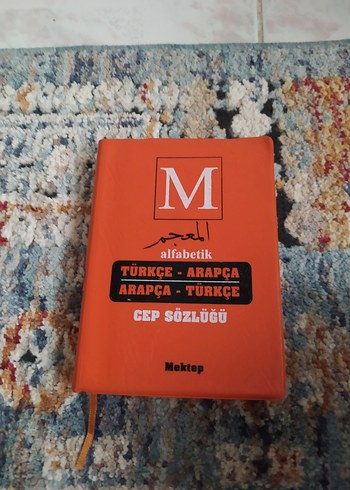 M
المعجم
alfabetik
TÜRKÇE - ARAPÇA
ARAPÇA - TÜRKÇE
CEP SÖZLÜĞÜ
Mektep